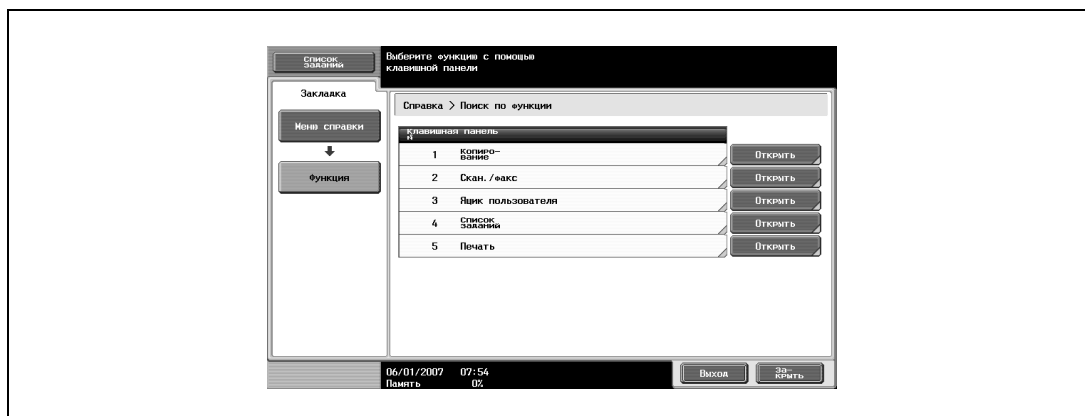 Список
заданий
Выберите функцию с помощью
клавишной панели
Закладка
Меню справки
Функция
Справка > Поиск по функции
Клавишная панель
й
1 Копиро-
вание
Открыть
2 Скан./факс
Открыть
3 Ящик пользователя
Открыть
4 Список
заданий
Открыть
5 Печать
Открыть
06/01/2007 07:54
Память 0%
Выход
За-
крыть